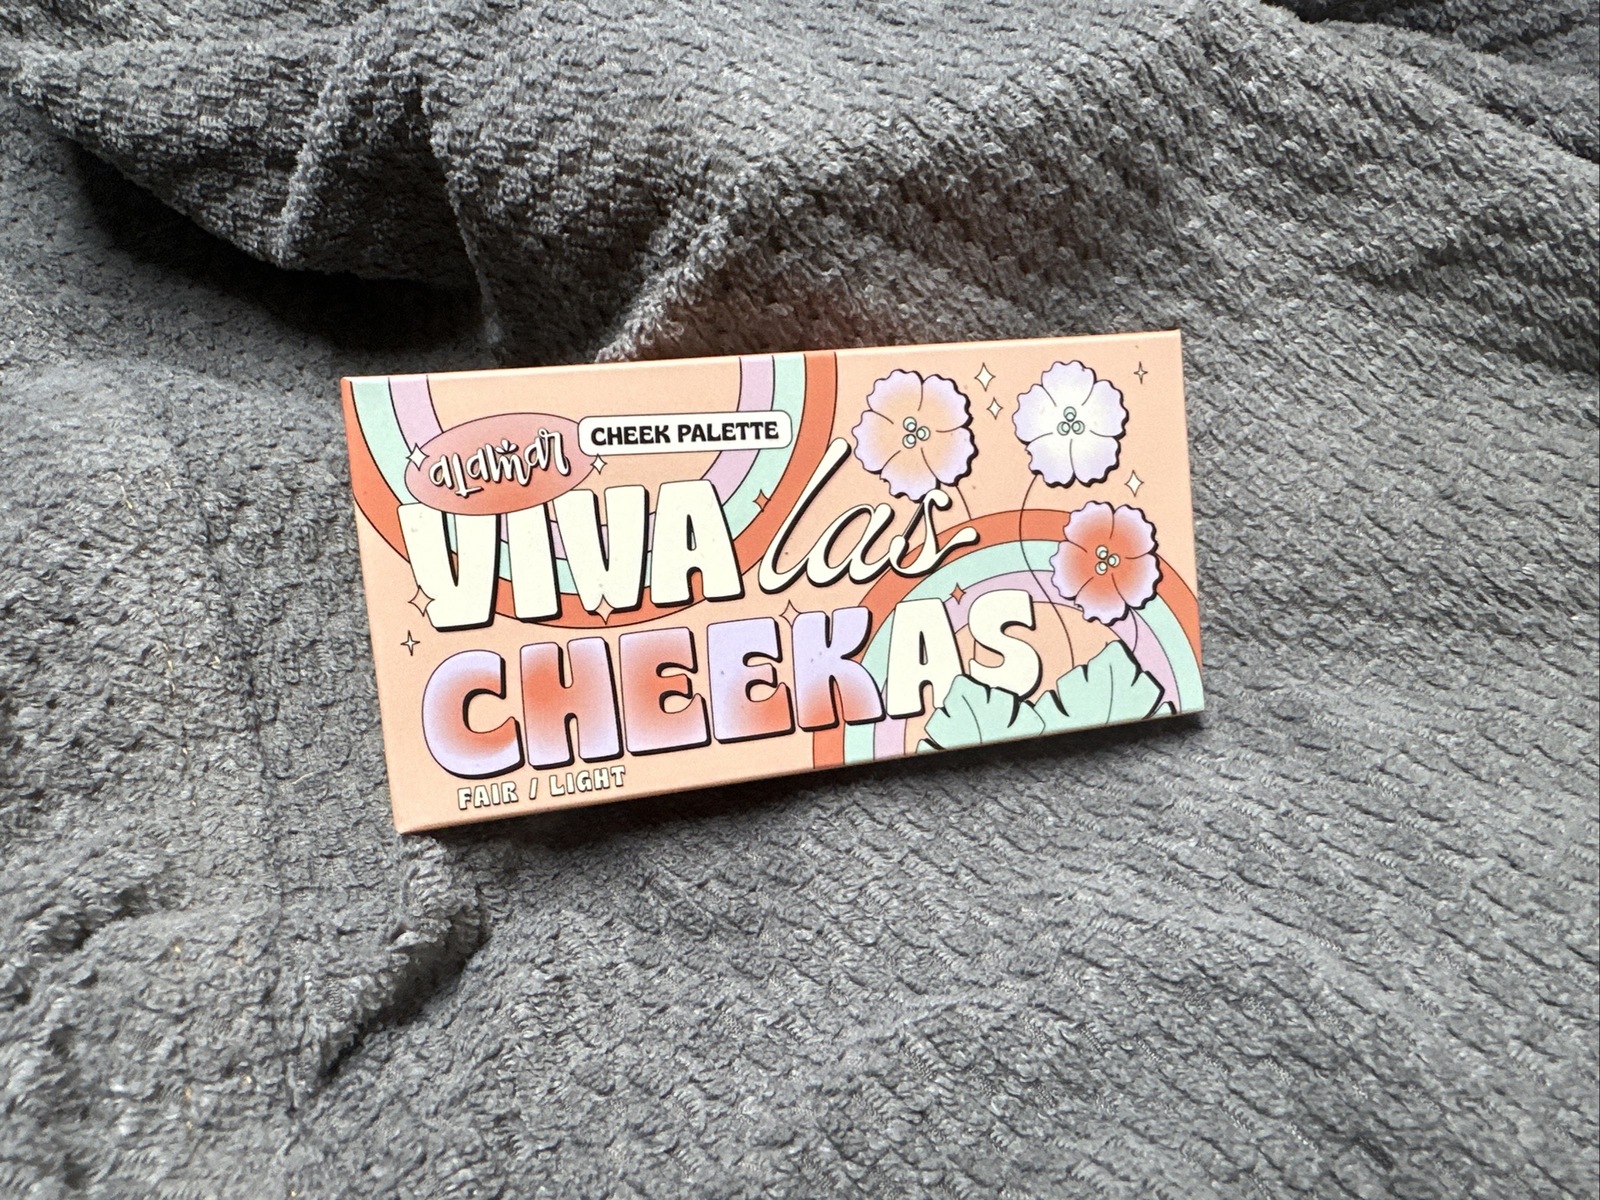 aLamar
CHEEK PALETTE
VIVA las
CHEEKAS
FAIR / LIGHT